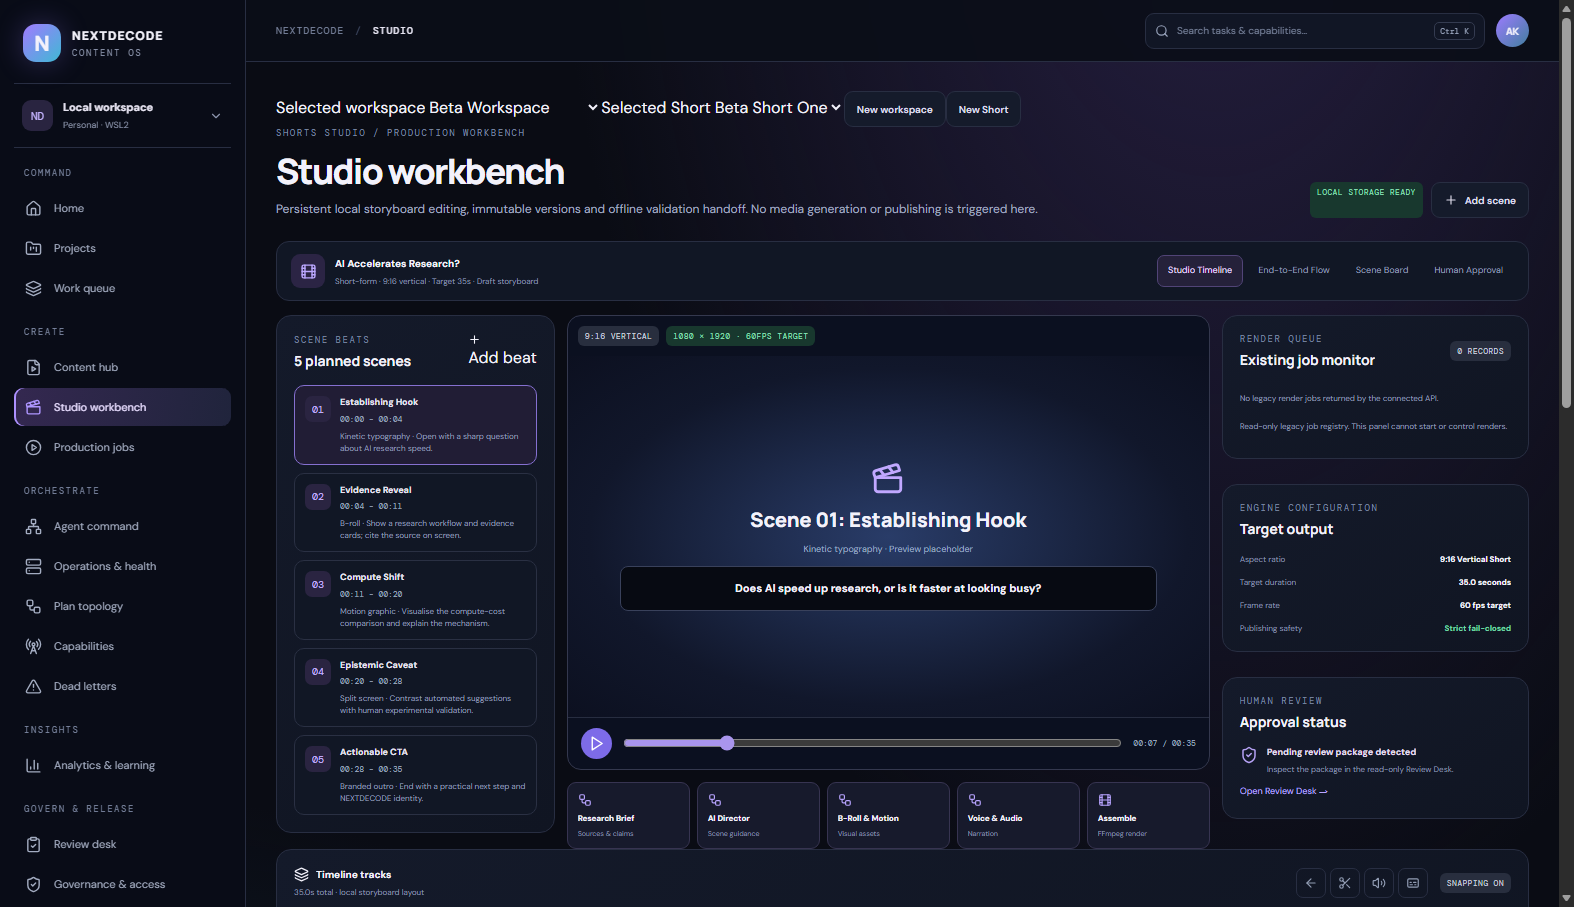 N
NEXTDECODE
CONTENT OS
NEXTDECODE / STUDIO
Search tasks & capabilities...
Ctrl K
AK
ND
Local workspace
Personal · WSL2
COMMAND
Home
Projects
Work queue
CREATE
Content hub
Studio workbench
Production jobs
ORCHESTRATE
Agent command
Operations & health
Plan topology
Capabilities
Dead letters
INSIGHTS
Analytics & learning
GOVERN & RELEASE
Review desk
Governance & access
Selected workspace Beta Workspace
Selected Short Beta Short One
New workspace
New Short
SHORTS STUDIO / PRODUCTION WORKBENCH
Studio workbench
Persistent local storyboard editing, immutable versions and offline validation handoff. No media generation or publishing is triggered here.
LOCAL STORAGE READY
Add scene
AI Accelerates Research?
Short-form · 9:16 vertical · Target 35s · Draft storyboard
Studio Timeline
End-to-End Flow
Scene Board
Human Approval
SCENE BEATS
5 planned scenes
+
Add beat
01
Establishing Hook
00:00 – 00:04
Kinetic typography · Open with a sharp question
about AI research speed.
02
Evidence Reveal
00:04 – 00:11
B-roll · Show a research workflow and evidence
cards; cite the source on screen.
03
Compute Shift
00:11 – 00:20
Motion graphic · Visualise the compute-cost
comparison and explain the mechanism.
04
Epistemic Caveat
00:20 – 00:28
Split screen · Contrast automated suggestions
with human experimental validation.
05
Actionable CTA
00:28 – 00:35
Branded outro · End with a practical next step and
NEXTDECODE identity.
9:16 VERTICAL
1080 × 1920 · 60FPS TARGET
Scene 01: Establishing Hook
Kinetic typography · Preview placeholder
Does AI speed up research, or is it faster at looking busy?
00:07 / 00:35
Research Brief
Sources & claims
AI Director
Scene guidance
B-Roll & Motion
Visual assets
Voice & Audio
Narration
Assemble
FFmpeg render
RENDER QUEUE
Existing job monitor
0 RECORDS
No legacy render jobs returned by the connected API.
Read-only legacy job registry. This panel cannot start or control renders.
ENGINE CONFIGURATION
Target output
Aspect ratio 9:16 Vertical Short
Target duration 35.0 seconds
Frame rate 60 fps target
Publishing safety Strict fail-closed
HUMAN REVIEW
Approval status
Pending review package detected
Inspect the package in the read-only Review Desk.
Open Review Desk →
Timeline tracks
35.0s total · local storyboard layout
SNAPPING ON